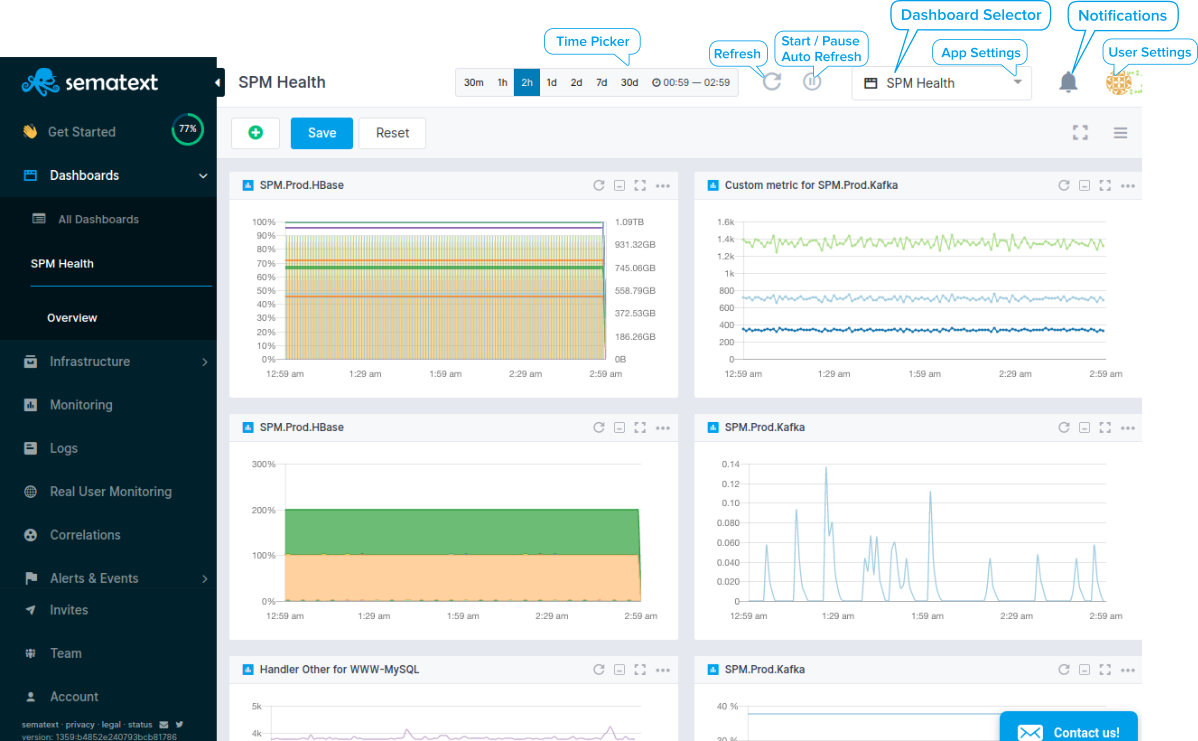 Dashboard Selector
Notifications
Time Picker
Start / Pause
Auto Refresh
Refresh
App Settings
User Settings
sematext
SPM Health
30m 1h 2h 1d 2d 7d 30d 00:59 — 02:59
SPM Health
Get Started
77%
Save
Reset
Dashboards
All Dashboards
SPM Health
Overview
Infrastructure
Monitoring
Logs
Real User Monitoring
Correlations
Alerts & Events
Invites
Team
Account
sematext · privacy · legal · status
version: 1359:b4852e240793bcb81786
SPM.Prod.HBase
100%
90%
80%
70%
60%
50%
40%
30%
20%
10%
0%
1.09TB
931.32GB
745.06GB
558.79GB
372.53GB
186.26GB
0B
12:59 am 1:29 am 1:59 am 2:29 am 2:59 am
Custom metric for SPM.Prod.Kafka
1.6k
1.4k
1.2k
1k
800
600
400
200
0
12:59 am 1:29 am 1:59 am 2:29 am 2:59 am
SPM.Prod.HBase
300%
200%
100%
0%
12:59 am 1:29 am 1:59 am 2:29 am 2:59 am
SPM.Prod.Kafka
0.14
0.12
0.10
0.080
0.060
0.040
0.020
0
12:59 am 1:29 am 1:59 am 2:29 am 2:59 am
Handler Other for WWW-MySQL
5k
4k
SPM.Prod.Kafka
40 %
30 %
Contact us!